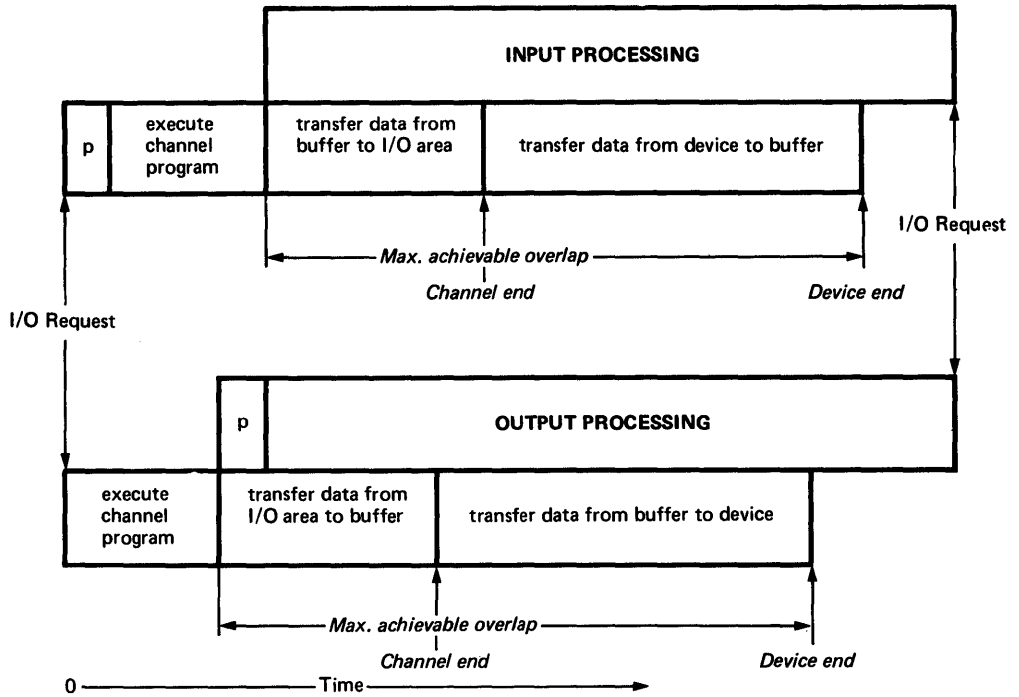 INPUT PROCESSING
p
execute
channel
program
transfer data from
buffer to I/O area
transfer data from device to buffer
I/O Request
Max. achievable overlap
Channel end
Device end
I/O Request
p
OUTPUT PROCESSING
execute
channel
program
transfer data from
I/O area to buffer
transfer data from buffer to device
Max. achievable overlap
Channel end
Device end
0
Time